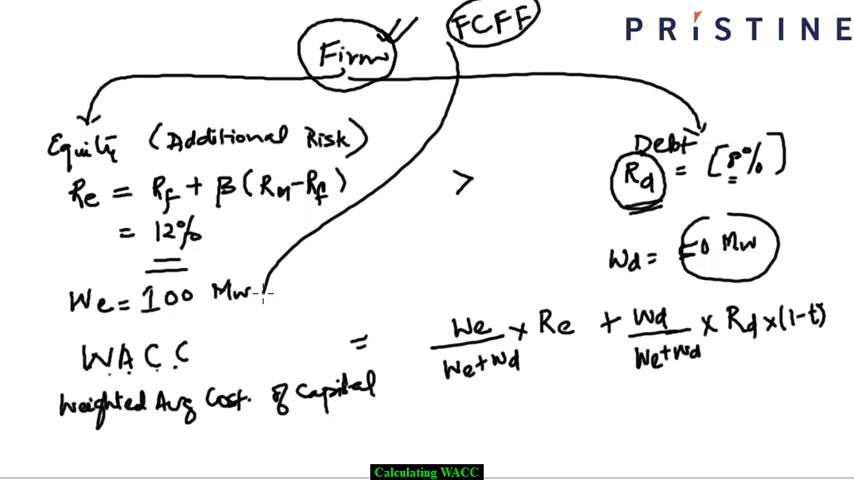 Firm
FCFF
PRISTINE
Equity (Additional Risk)
Debt
Re = Rf + β(RM-Rf)
>
Rd = [8%]
= 12%
We = 100 Mn
Wd = 50 Mn
WACC = We/We+Wd × Re + Wd/We+Wd × Rd × (1-t)
Weighted Avg Cost. of Capital
Calculating WACC